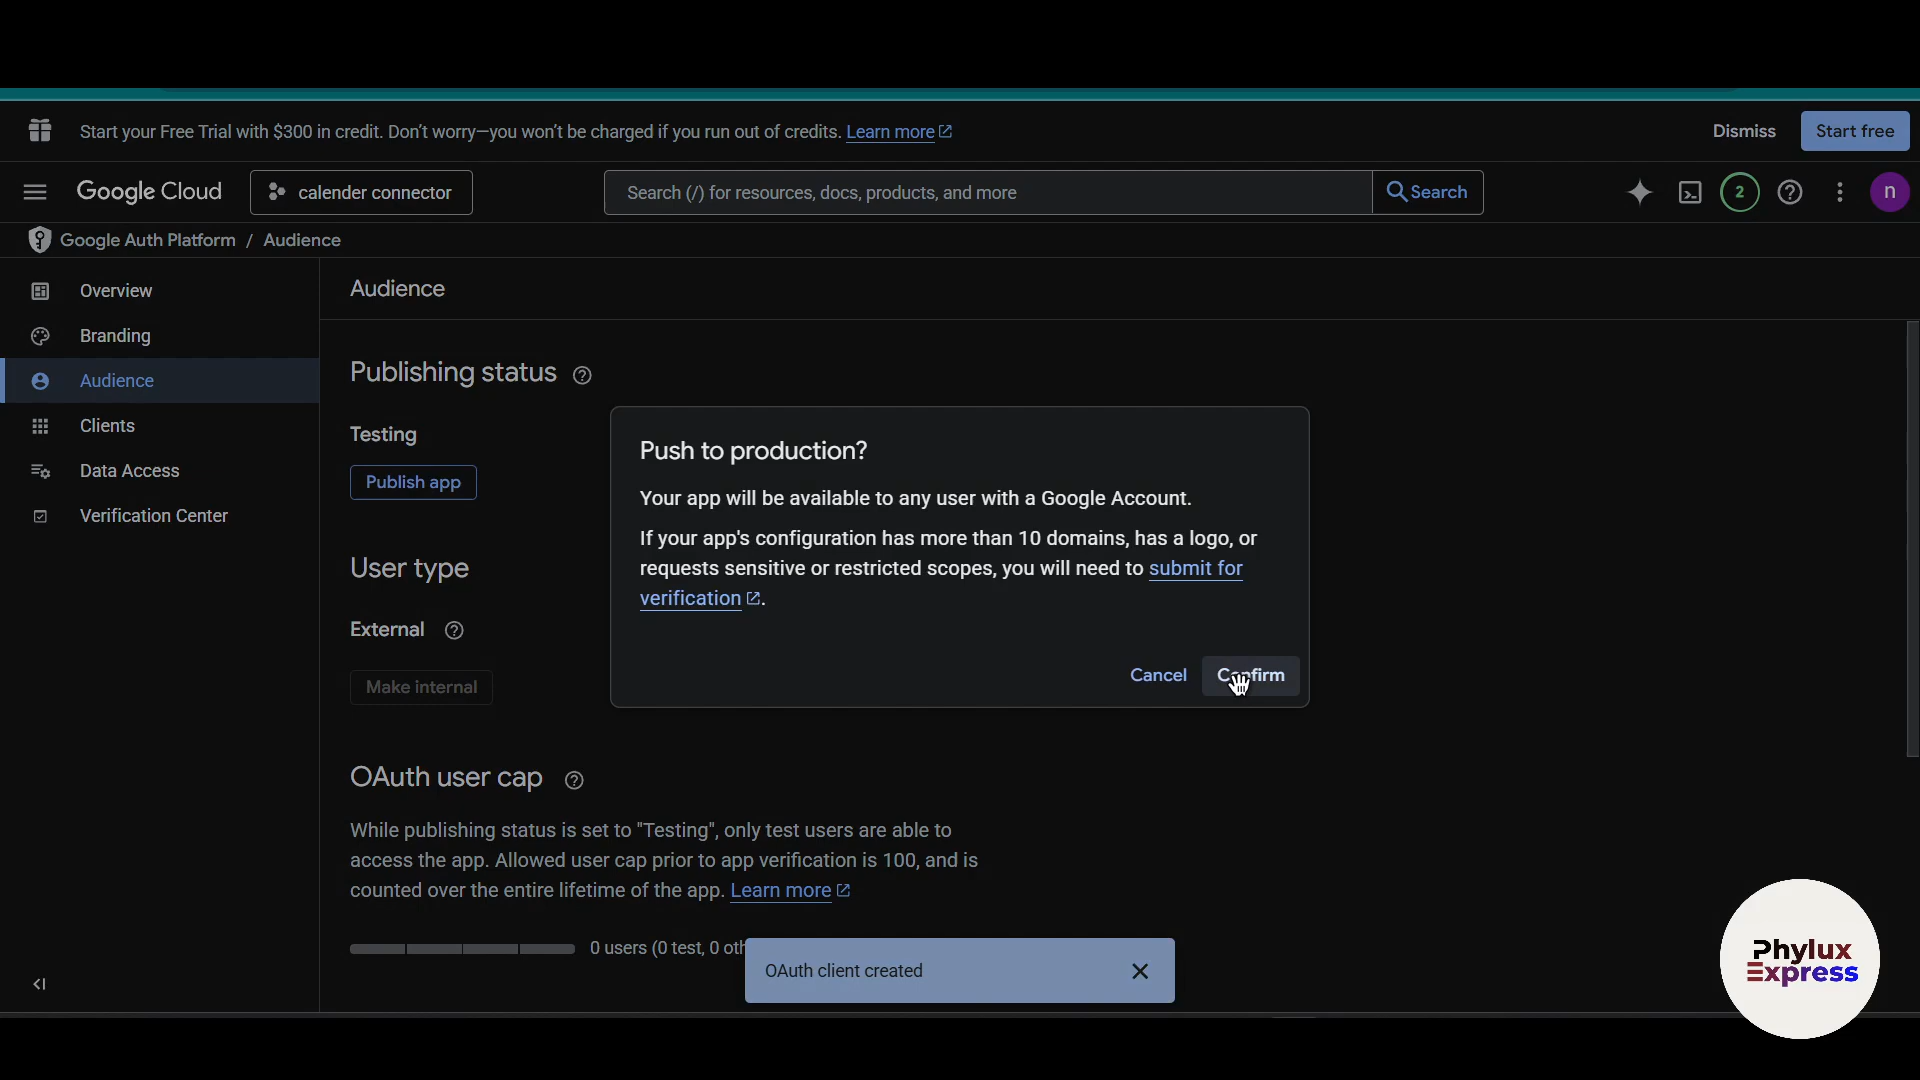 Start your Free Trial with $300 in credit. Don't worry—you won't be charged if you run out of credits. Learn more
Dismiss
Start free
Google Cloud
calender connector
Search (/) for resources, docs, products, and more
Search
2
n
Google Auth Platform / Audience
Overview
Branding
Audience
Clients
Data Access
Verification Center
Audience
Publishing status
Testing
Publish app
User type
External
Make internal
Push to production?
Your app will be available to any user with a Google Account.
If your app's configuration has more than 10 domains, has a logo, or
requests sensitive or restricted scopes, you will need to submit for
verification.
Cancel
Confirm
OAuth user cap
While publishing status is set to "Testing", only test users are able to
access the app. Allowed user cap prior to app verification is 100, and is
counted over the entire lifetime of the app. Learn more
0 users (0 test, 0 oth
OAuth client created
Phylux
Express